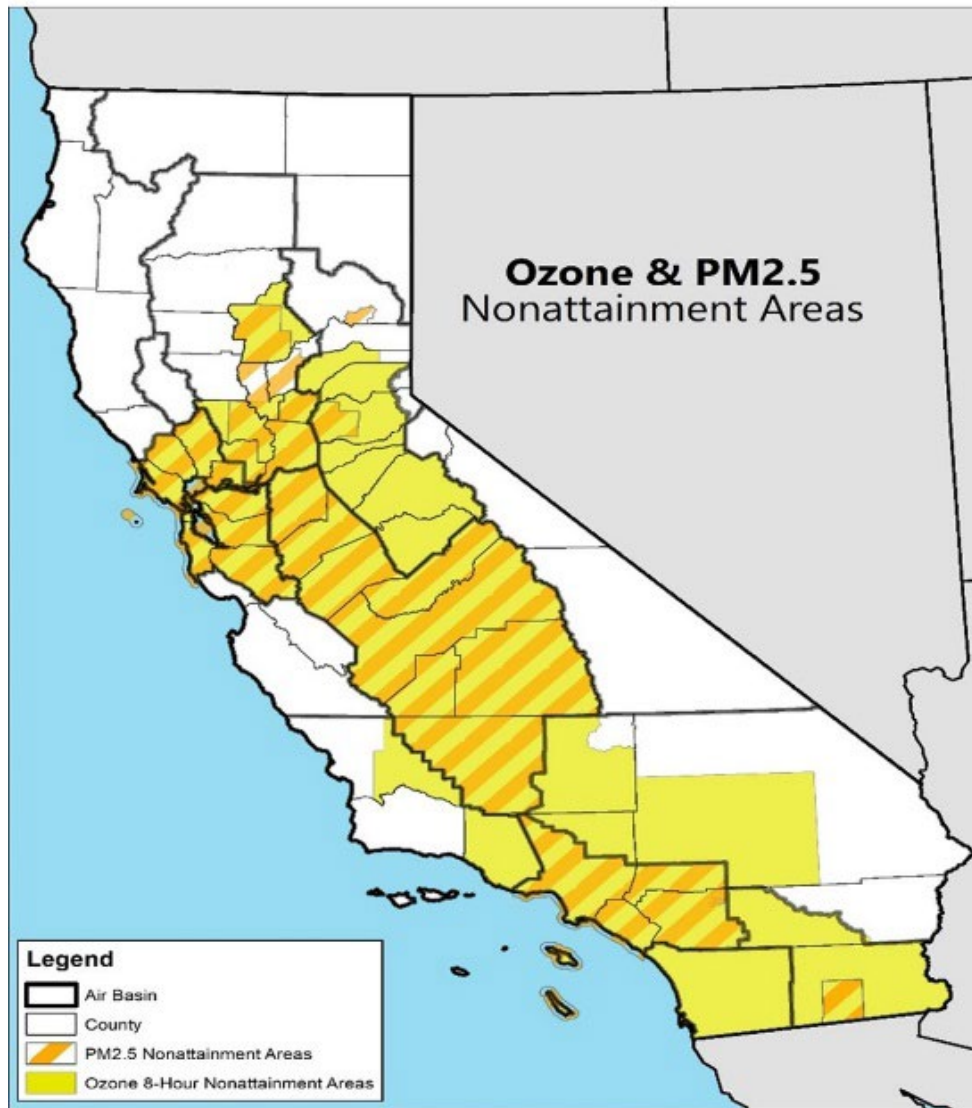 Ozone & PM2.5
Nonattainment Areas
Legend
Air Basin
County
PM2.5 Nonattainment Areas
Ozone 8-Hour Nonattainment Areas